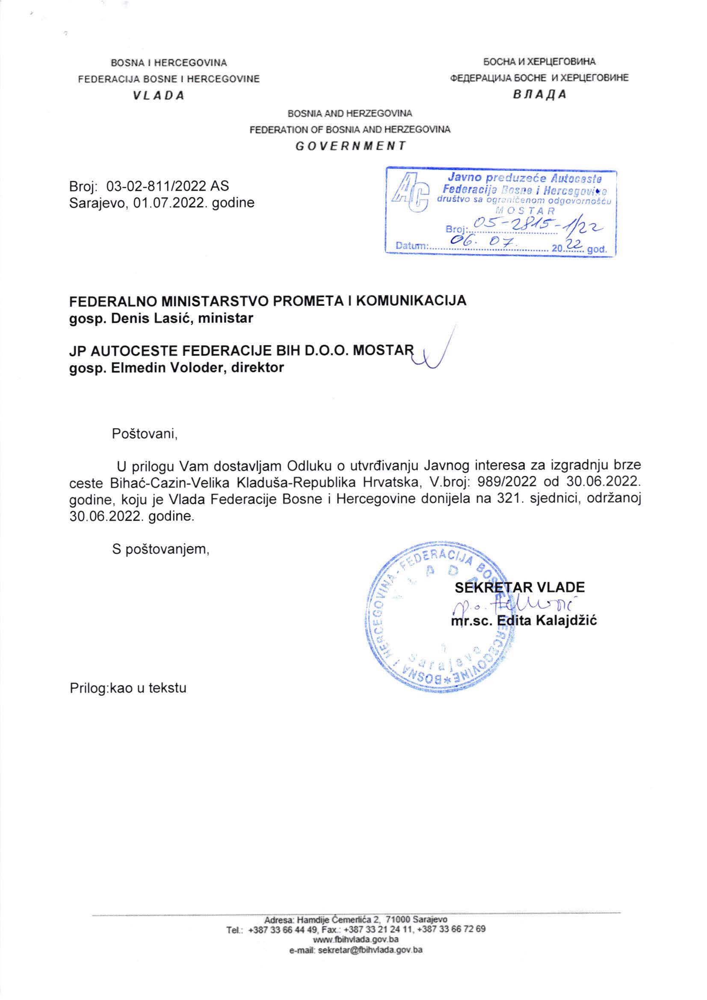 BOSNA I HERCEGOVINA
FEDERACIJA BOSNE I HERCEGOVINE
VLADA
БОСНА И ХЕРЦЕГОВИНА
ФЕДЕРАЦИЈА БОСНЕ И ХЕРЦЕГОВИНЕ
ВЛАДА
BOSNIA AND HERZEGOVINA
FEDERATION OF BOSNIA AND HERZEGOVINA
GOVERNMENT
Broj: 03-02-811/2022 AS
Sarajevo, 01.07.2022. godine
AC
Javno preduzeće Autoceste
Federacije Bosne i Hercegovine
društvo sa ograničenom odgovornošću
MOSTAR
Broj: 05-2815-1/22
Datum: 06. 07. 2022 god.
FEDERALNO MINISTARSTVO PROMETA I KOMUNIKACIJA
gosp. Denis Lasić, ministar
JP AUTOCESTE FEDERACIJE BIH D.O.O. MOSTAR
gosp. Elmedin Voloder, direktor
Poštovani,
U prilogu Vam dostavljam Odluku o utvrđivanju Javnog interesa za izgradnju brze
ceste Bihać-Cazin-Velika Kladuša-Republika Hrvatska, V.broj: 989/2022 od 30.06.2022.
godine, koju je Vlada Federacije Bosne i Hercegovine donijela na 321. sjednici, održanoj
30.06.2022. godine.
S poštovanjem,
BOSNA I HERCEGOVINA - FEDERACIJA BOSNE I HERCEGOVINE *
VLADA
1
Sarajevo
SEKRETAR VLADE
p.o.
mr.sc. Edita Kalajdžić
Prilog:kao u tekstu
Adresa: Hamdije Čemerlića 2, 71000 Sarajevo
Tel.: +387 33 66 44 49, Fax.: +387 33 21 24 11, +387 33 66 72 69
www.fbihvlada.gov.ba
e-mail: sekretar@fbihvlada.gov.ba